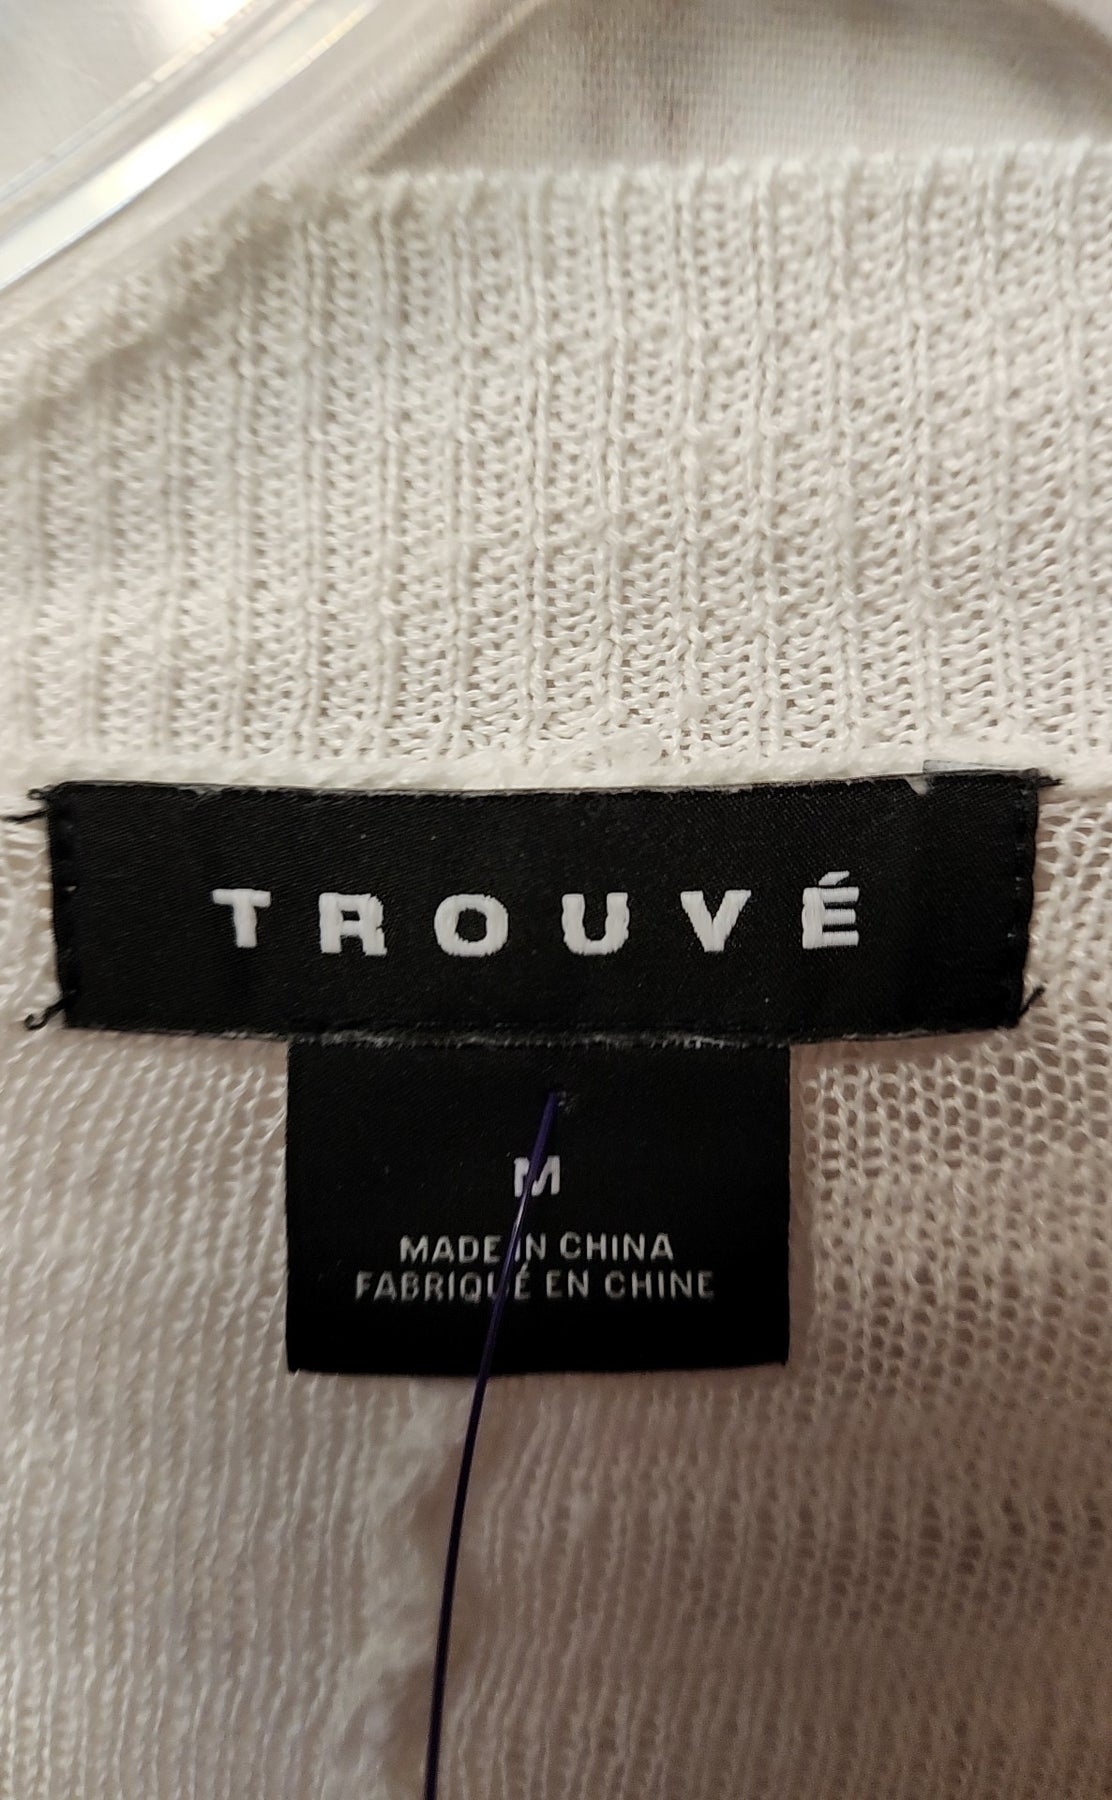 TROUVÉ
M
MADE IN CHINA
FABRIQUÉ EN CHINE